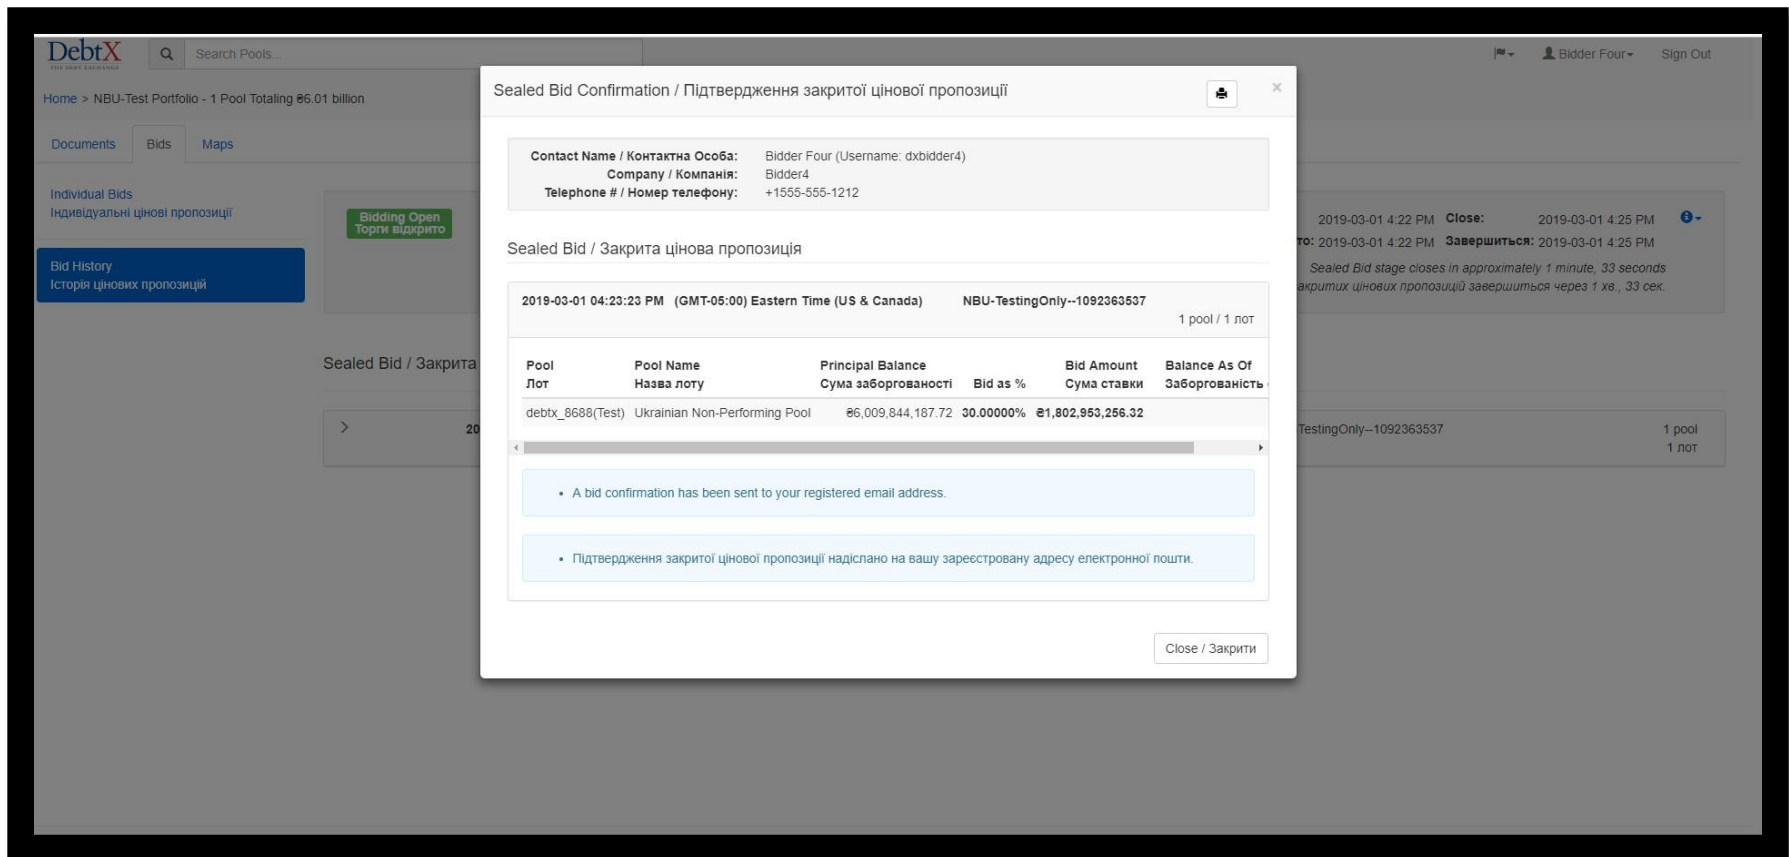 DebtX
THE DEBT EXCHANGE
Search Pools...
Bidder Four
Sign Out
Home > NBU-Test Portfolio - 1 Pool Totaling ₴6.01 billion
Documents
Bids
Maps
Individual Bids
Індивідуальні цінові пропозиції
Bid History
Історія цінових пропозицій
Bidding Open
Торги відкрито
2019-03-01 4:22 PM Close: 2019-03-01 4:25 PM
то: 2019-03-01 4:22 PM Завершиться: 2019-03-01 4:25 PM
Sealed Bid stage closes in approximately 1 minute, 33 seconds
акритих цінових пропозицій завершиться через 1 хв., 33 сек.
Sealed Bid / Закрита
20
TestingOnly--1092363537
1 pool
1 лот
Sealed Bid Confirmation / Підтвердження закритої цінової пропозиції
Contact Name / Контактна Особа: Bidder Four (Username: dxbidder4)
Company / Компанія: Bidder4
Telephone # / Номер телефону: +1555-555-1212
Sealed Bid / Закрита цінова пропозиція
2019-03-01 04:23:23 PM (GMT-05:00) Eastern Time (US & Canada) NBU-TestingOnly--1092363537
1 pool / 1 лот
Pool Pool Name Principal Balance Bid Amount Balance As Of
Лот Назва лоту Сума заборгованості Bid as % Сума ставки Заборгованість
debtx_8688(Test) Ukrainian Non-Performing Pool ₴6,009,844,187.72 30.00000% ₴1,802,953,256.32
A bid confirmation has been sent to your registered email address.
Підтвердження закритої цінової пропозиції надіслано на вашу зареєстровану адресу електронної пошти.
Close / Закрити